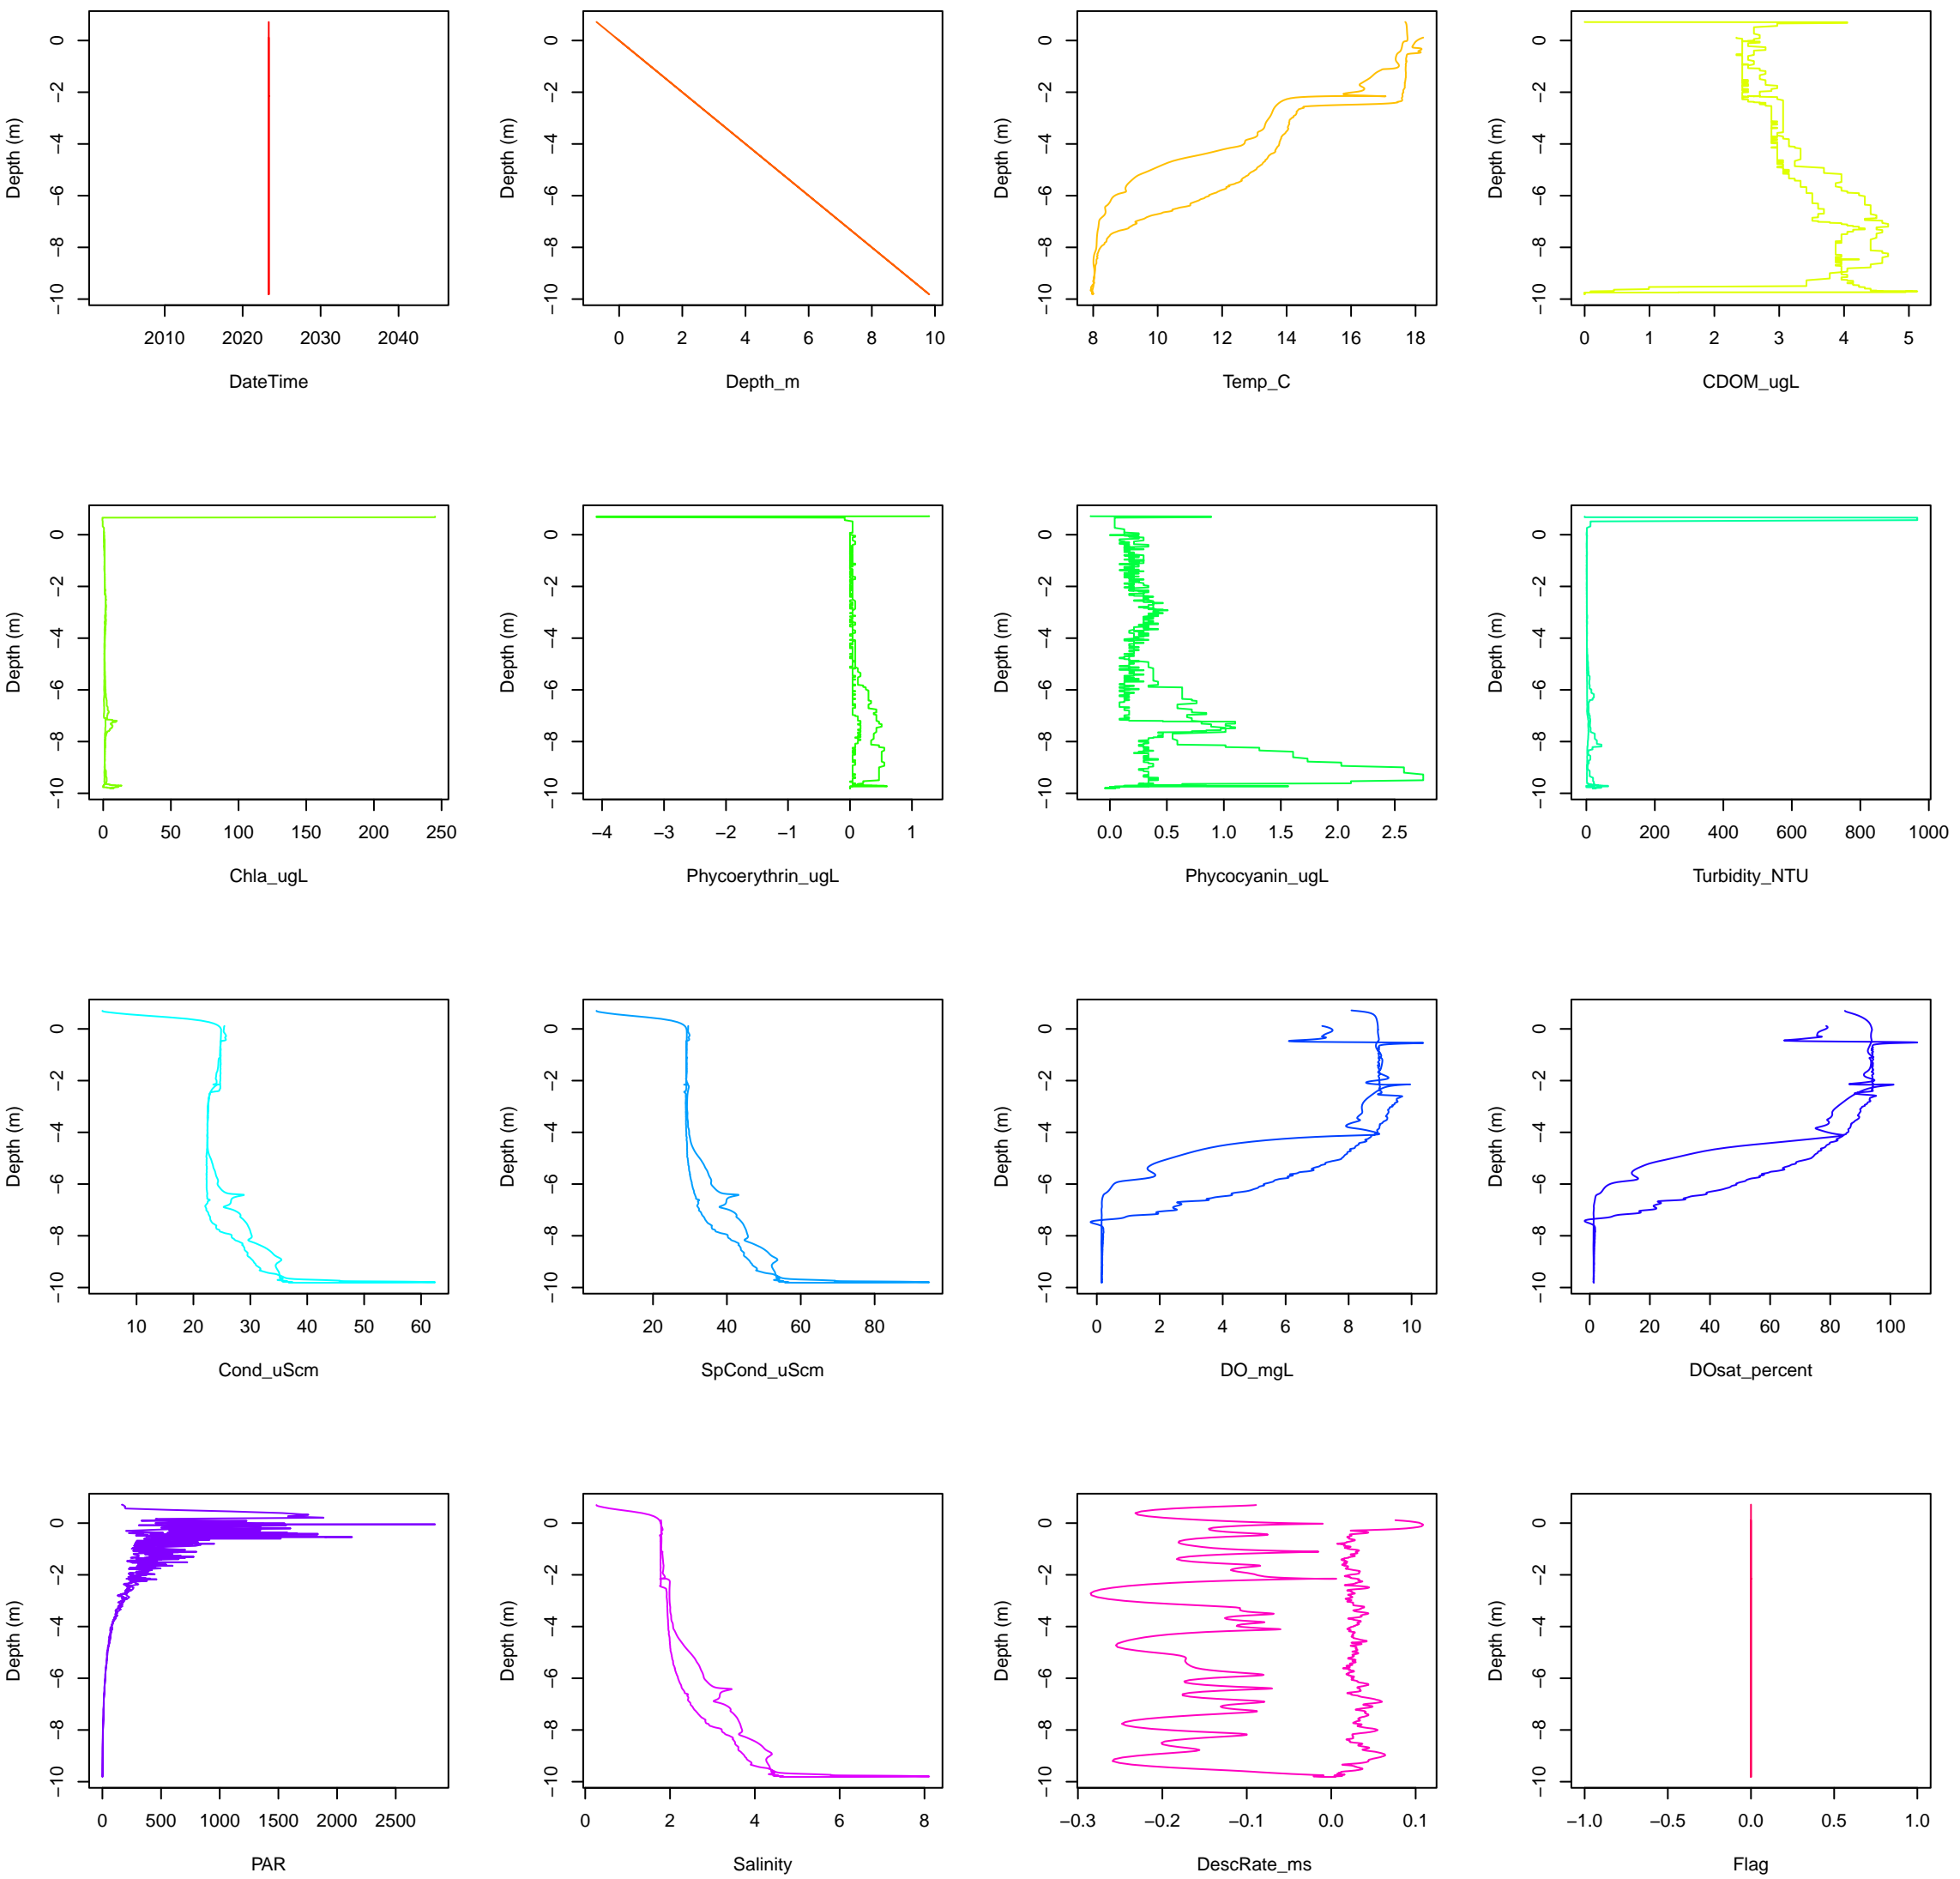 Depth (m)
0
−2
−4
−6
−8
−10
2010 2020 2030 2040
DateTime
Depth (m)
0
−2
−4
−6
−8
−10
0 2 4 6 8 10
Depth_m
Depth (m)
0
−2
−4
−6
−8
−10
8 10 12 14 16 18
Temp_C
Depth (m)
0
−2
−4
−6
−8
−10
0 1 2 3 4 5
CDOM_ugL
Depth (m)
0
−2
−4
−6
−8
−10
0 50 100 150 200 250
Chla_ugL
Depth (m)
0
−2
−4
−6
−8
−10
−4 −3 −2 −1 0 1
Phycoerythrin_ugL
Depth (m)
0
−2
−4
−6
−8
−10
0.0 0.5 1.0 1.5 2.0 2.5
Phycocyanin_ugL
Depth (m)
0
−2
−4
−6
−8
−10
0 200 400 600 800 1000
Turbidity_NTU
Depth (m)
0
−2
−4
−6
−8
−10
10 20 30 40 50 60
Cond_uScm
Depth (m)
0
−2
−4
−6
−8
−10
20 40 60 80
SpCond_uScm
Depth (m)
0
−2
−4
−6
−8
−10
0 2 4 6 8 10
DO_mgL
Depth (m)
0
−2
−4
−6
−8
−10
0 20 40 60 80 100
DOsat_percent
Depth (m)
0
−2
−4
−6
−8
−10
0 500 1000 1500 2000 2500
PAR
Depth (m)
0
−2
−4
−6
−8
−10
0 2 4 6 8
Salinity
Depth (m)
0
−2
−4
−6
−8
−10
−0.3 −0.2 −0.1 0.0 0.1
DescRate_ms
Depth (m)
0
−2
−4
−6
−8
−10
−1.0 −0.5 0.0 0.5 1.0
Flag